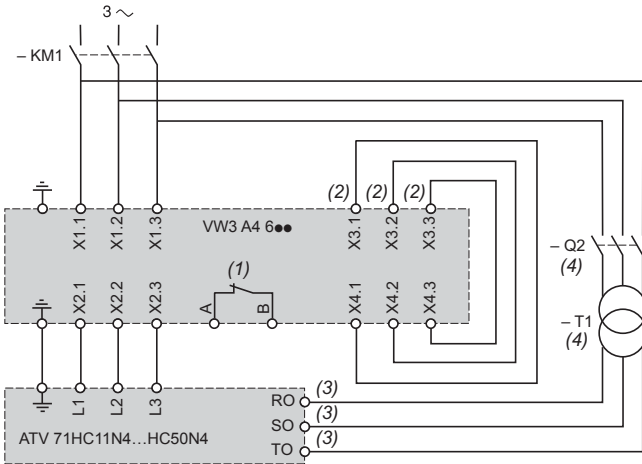 3 ~
– KM1
(2) (2) (2)
X1.1 X1.2 X1.3 VW3 A4 6●● X3.1 X3.2 X3.3
– Q2
(4)
(1)
X2.1 X2.2 X2.3 A B X4.1 X4.2 X4.3
– T1
(4)
L1 L2 L3 RO (3)
SO (3)
ATV 71HC11N4...HC50N4 TO (3)